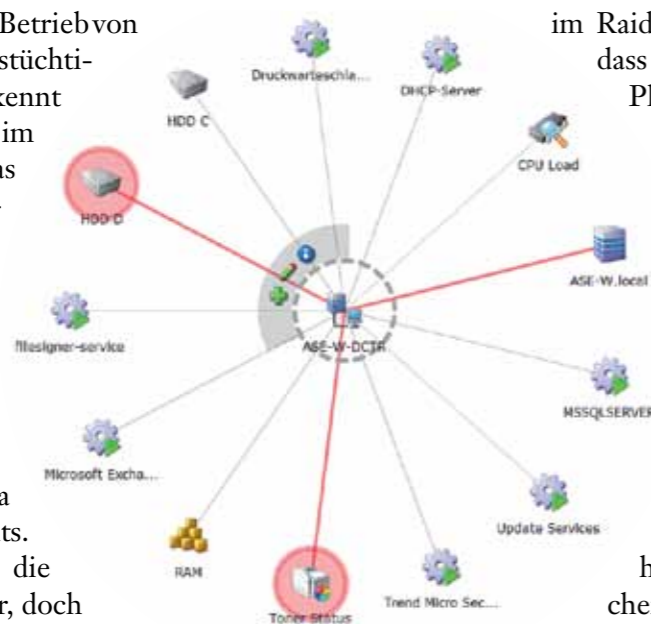 Betrieb von
stüchti-
kennt
im
as
a
ts.
die
r, doch
im Raid
dass
Pl
h
che
Druckwarteschla...
DHCP-Server
HDD C
CPU Load
HDD D
ASE-W.local
filesigner-service
ASE-W-DCTR
MSSQLSERVER
Microsoft Excha...
Update Services
RAM
Trend Micro Sec...
Toner Status